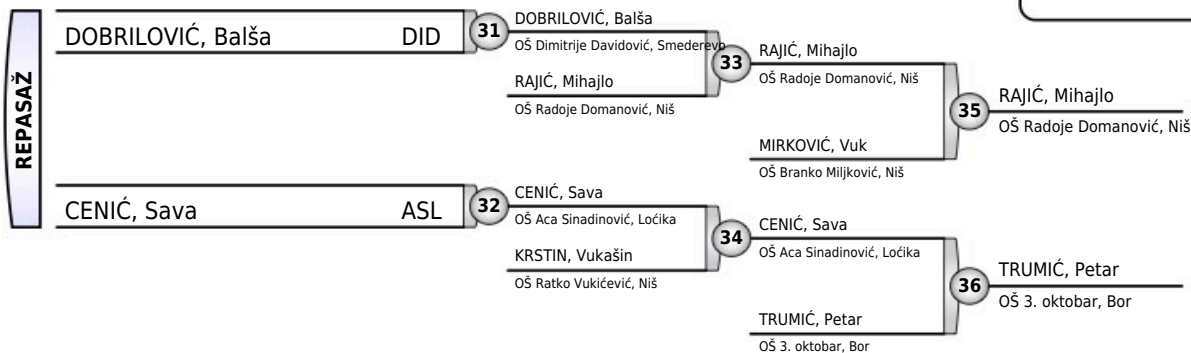 REPASAŽ
DOBRILOVIĆ, Balša DID
31
DOBRILOVIĆ, Balša
OŠ Dimitrije Davidović, Smederevo
RAJIĆ, Mihajlo
OŠ Radoje Domanović, Niš
33
RAJIĆ, Mihajlo
OŠ Radoje Domanović, Niš
MIRKOVIĆ, Vuk
OŠ Branko Miljković, Niš
35
RAJIĆ, Mihajlo
OŠ Radoje Domanović, Niš
CENIĆ, Sava ASL
32
CENIĆ, Sava
OŠ Aca Sinadinović, Loćika
KRSTIN, Vukašin
OŠ Ratko Vukićević, Niš
34
CENIĆ, Sava
OŠ Aca Sinadinović, Loćika
TRUMIĆ, Petar
OŠ 3. oktobar, Bor
36
TRUMIĆ, Petar
OŠ 3. oktobar, Bor